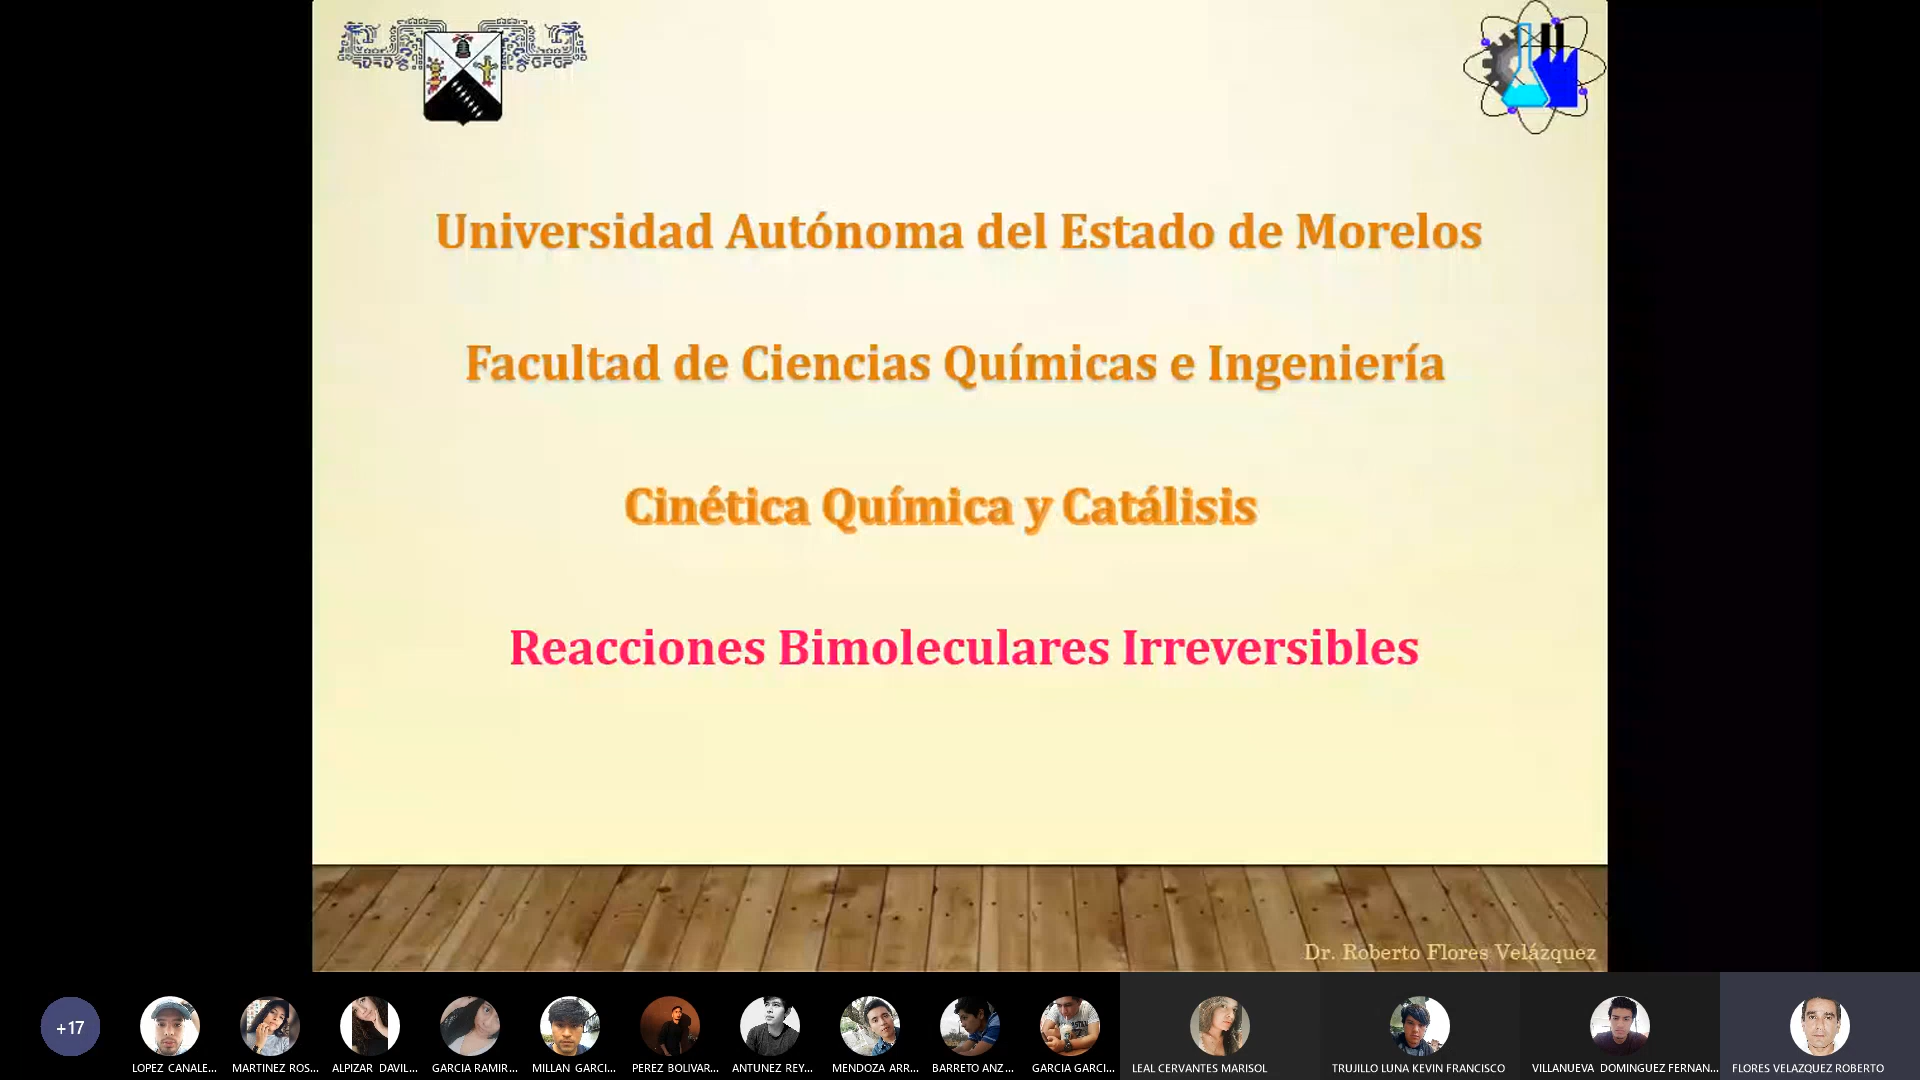 Universidad Autónoma del Estado de Morelos
Facultad de Ciencias Químicas e Ingeniería
Cinética Química y Catálisis
Reacciones Bimoleculares Irreversibles
Dr. Roberto Flores Velázquez
+17
LOPEZ CANALE...
MARTINEZ ROS...
ALPIZAR DAVIL...
GARCIA RAMIR...
MILLAN GARCI...
PEREZ BOLIVAR...
ANTUNEZ REY...
MENDOZA ARR...
BARRETO ANZ...
GARCIA GARCI...
LEAL CERVANTES MARISOL
TRUJILLO LUNA KEVIN FRANCISCO
VILLANUEVA DOMINGUEZ FERNAN...
FLORES VELAZQUEZ ROBERTO